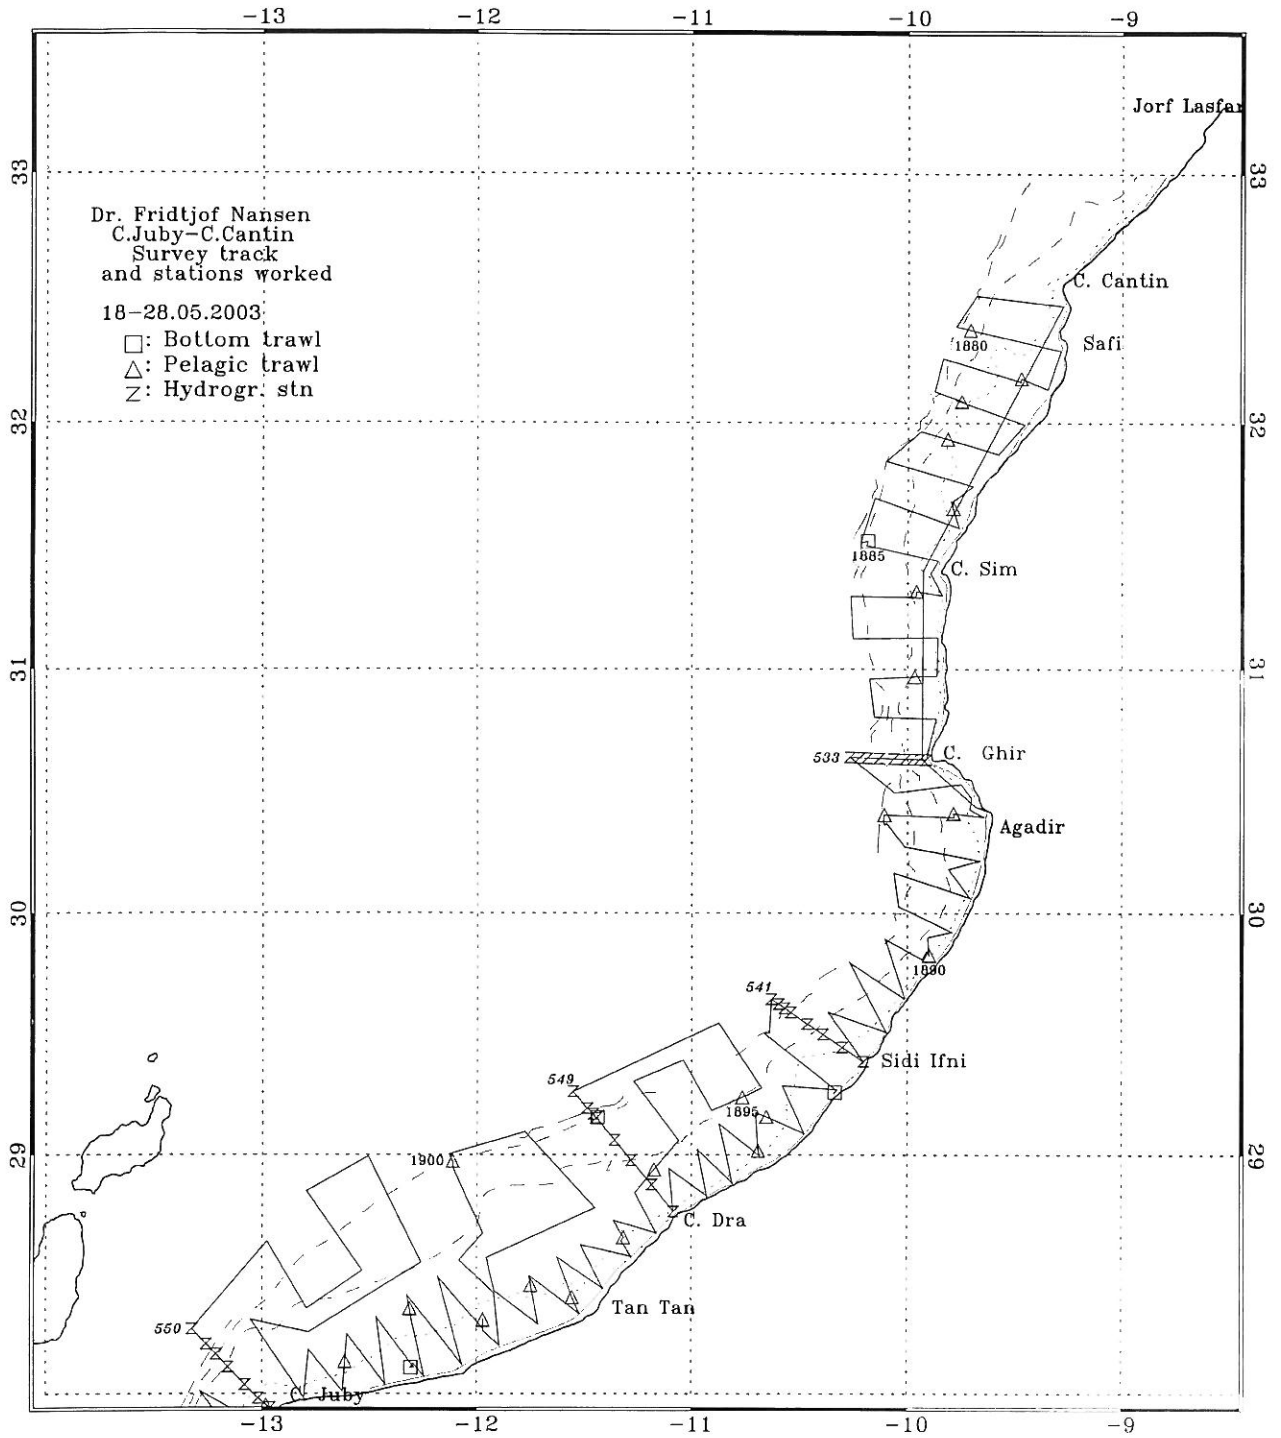 -13 -12 -11 -10 -9
Jorf Lasfar
33 33
Dr. Fridtjof Nansen
C.Juby-C.Cantin
Survey track
and stations worked
C. Cantin
18-28.05.2003
□: Bottom trawl
1880
Safi
△: Pelagic trawl
Z: Hydrogr. stn
32 32
1885
C. Sim
31 31
533
C. Ghir
Agadir
30 30
1890
541
Sidi Ifni
549
1895
29 29
1900
C. Dra
Tan Tan
550
C. Juby
-13 -12 -11 -10 -9